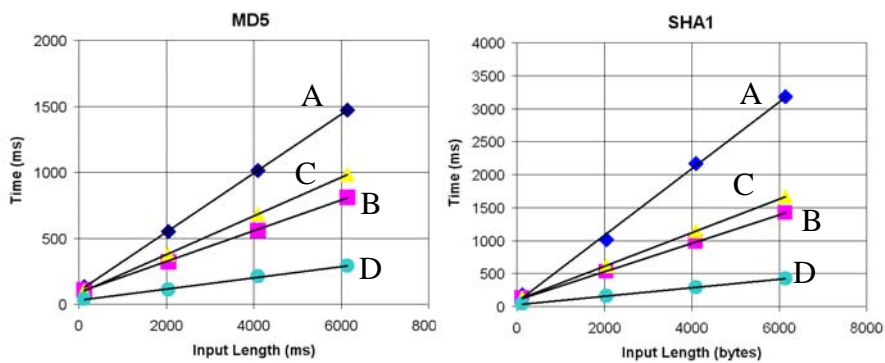 MD5
2000
1500
1000
500
0
Time (ms)
0 2000 4000 6000 800
Input Length (ms)
A
C
B
D
SHA1
4000
3500
3000
2500
2000
1500
1000
500
0
Time (ms)
0 2000 4000 6000 8000
Input Length (bytes)
A
C
B
D